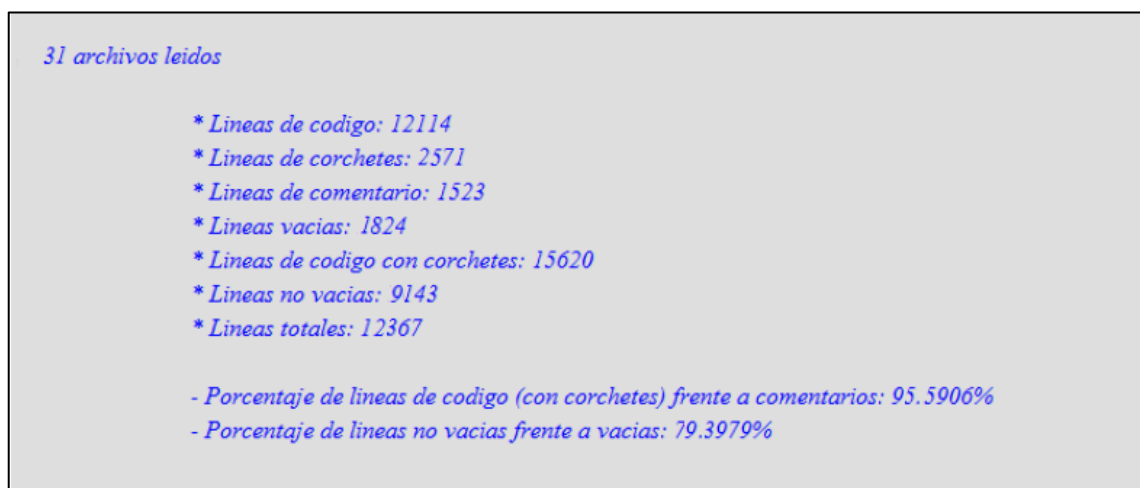 31 archivos leidos
* Lineas de codigo: 12114
* Lineas de corchetes: 2571
* Lineas de comentario: 1523
* Lineas vacias: 1824
* Lineas de codigo con corchetes: 15620
* Lineas no vacias: 9143
* Lineas totales: 12367
- Porcentaje de lineas de codigo (con corchetes) frente a comentarios: 95.5906%
- Porcentaje de lineas no vacias frente a vacias: 79.3979%